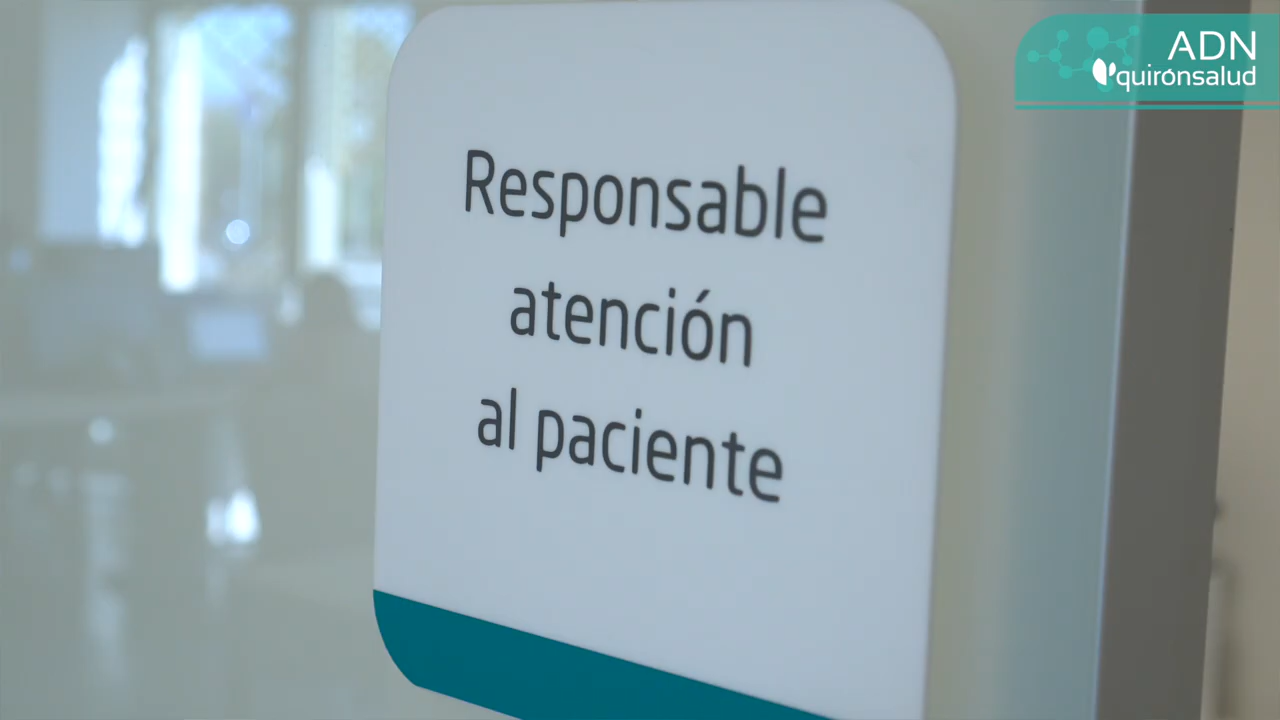 ADN
quirónsalud
Responsable
atención
al paciente